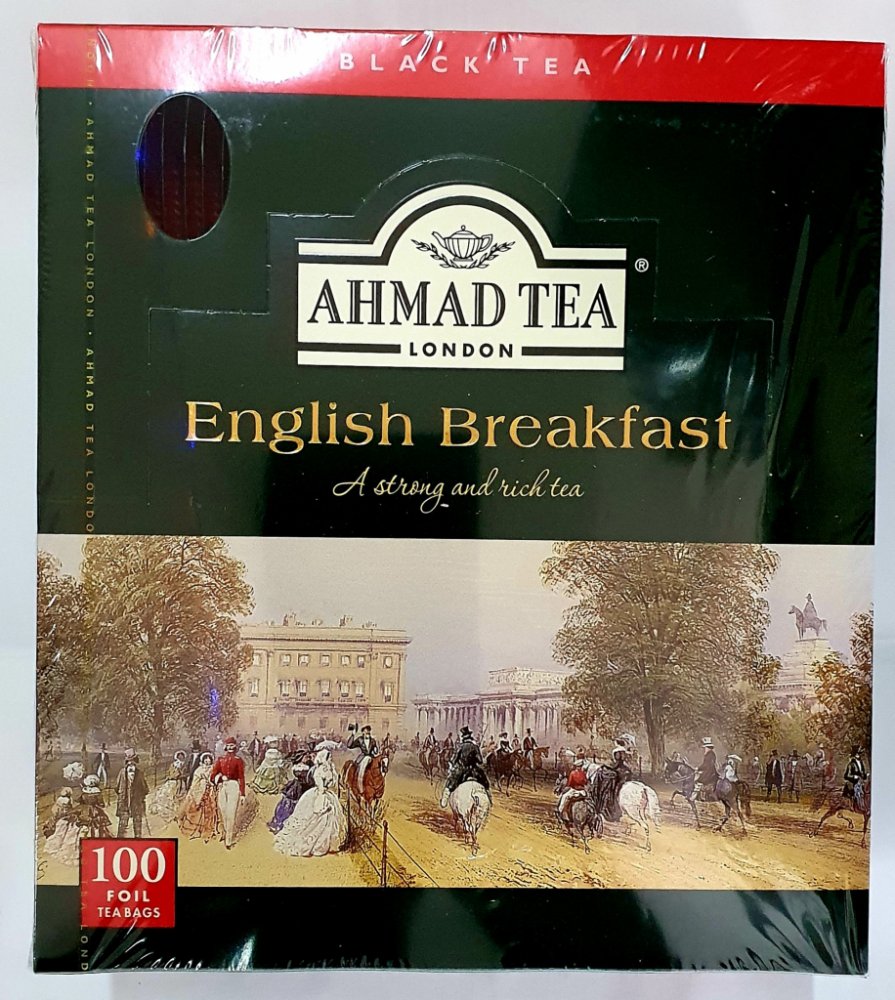 BLACK TEA
AHMAD TEA LONDON • AHMAD TEA LONDO
AHMAD TEA
®
LONDON
English Breakfast
A strong and rich tea
100
FOIL
TEA BAGS